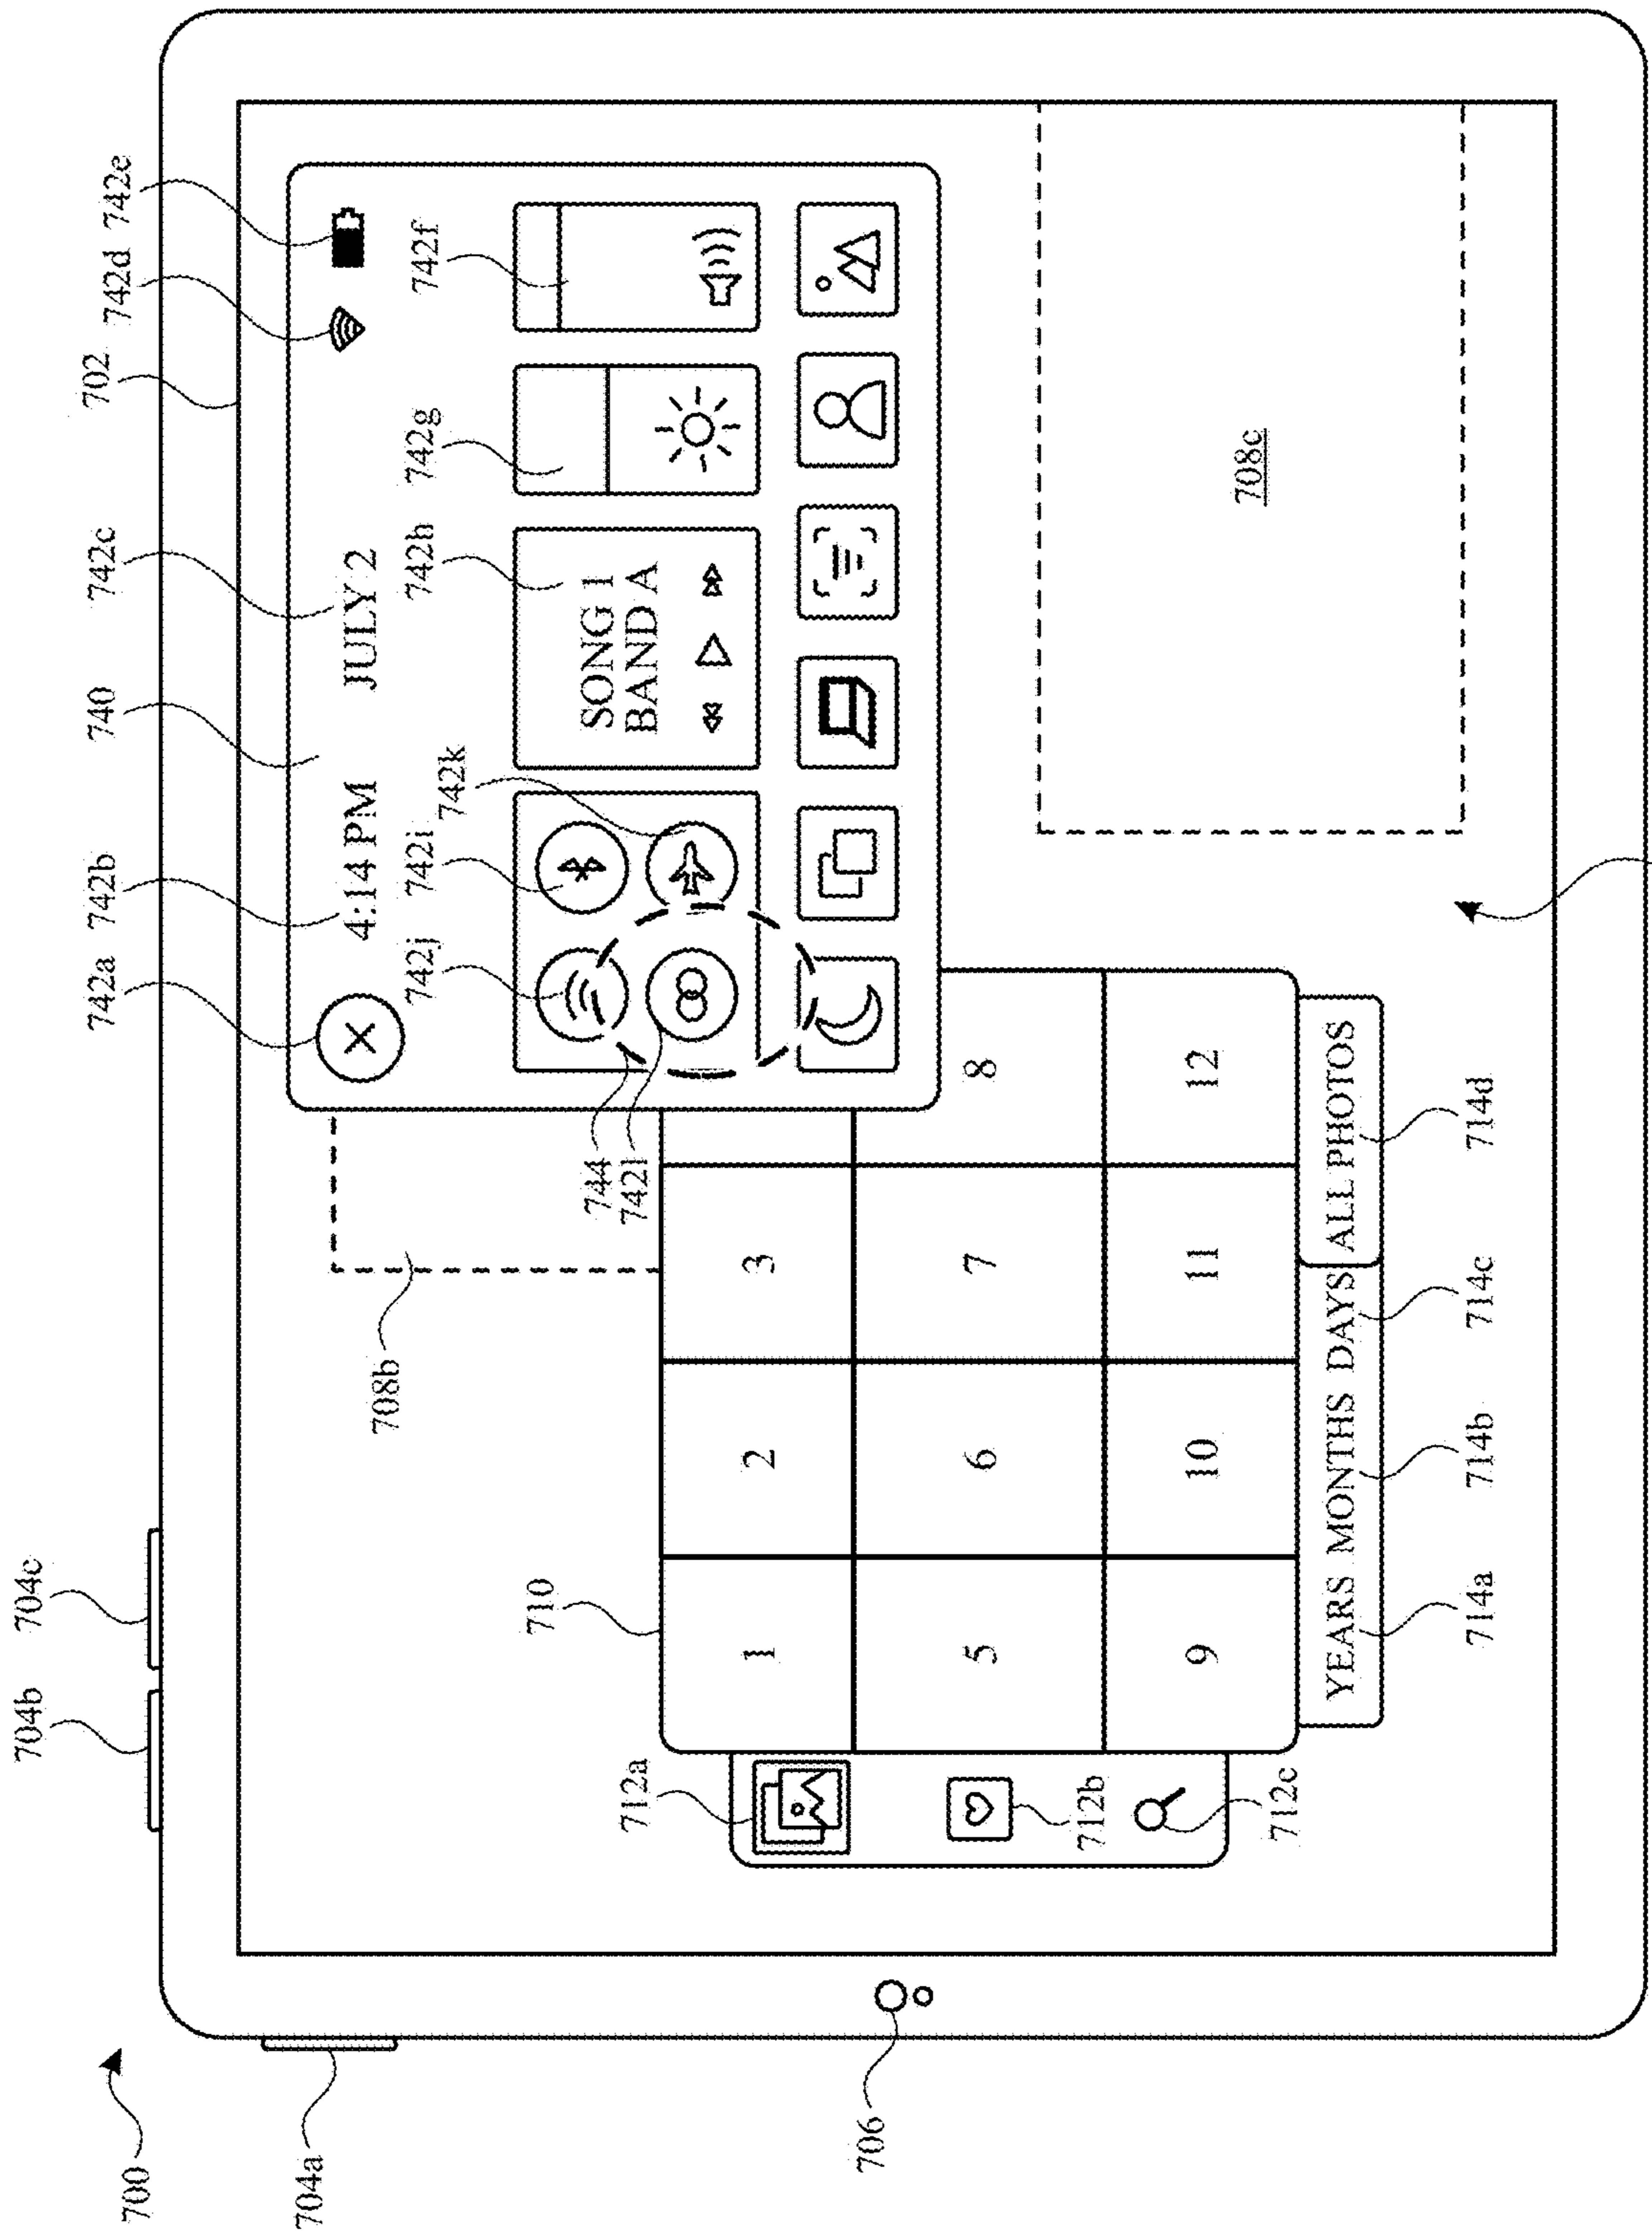 700
704a
704b
704c
702
706
740
742a
742b
742c
742d
742e
4:14 PM
JULY 2
742j
742i
742k
742h
742g
742f
SONG 1
BAND A
744
742l
708b
708c
710
1
2
3
5
6
7
8
9
10
11
12
712a
712b
712c
YEARS MONTHS DAYS ALL PHOTOS
714a
714b
714c
714d